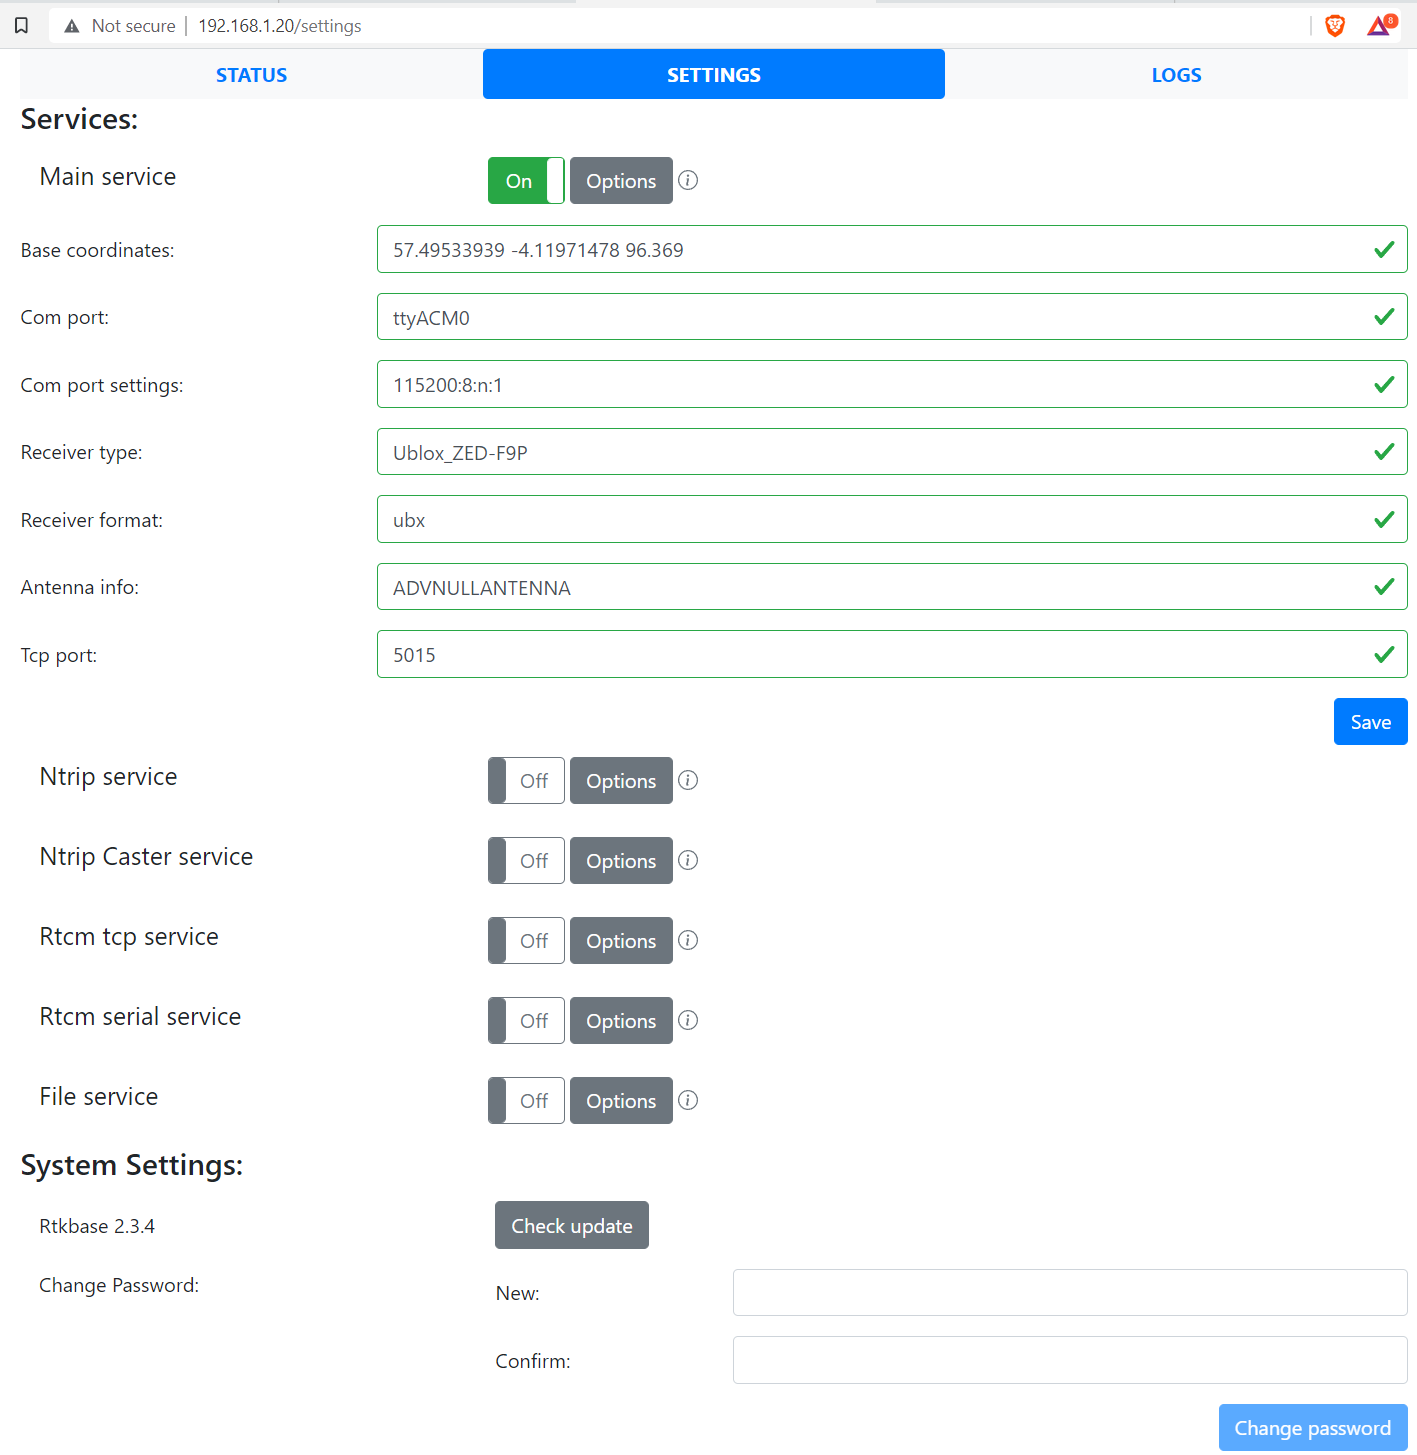 Not secure | 192.168.1.20/settings
8
STATUS SETTINGS LOGS
Services:
Main service On Options
Base coordinates: 57.49533939 -4.11971478 96.369
Com port: ttyACM0
Com port settings: 115200:8:n:1
Receiver type: Ublox_ZED-F9P
Receiver format: ubx
Antenna info: ADVNULLANTENNA
Tcp port: 5015
Save
Ntrip service Off Options
Ntrip Caster service Off Options
Rtcm tcp service Off Options
Rtcm serial service Off Options
File service Off Options
System Settings:
Rtkbase 2.3.4 Check update
Change Password: New:
Confirm:
Change password